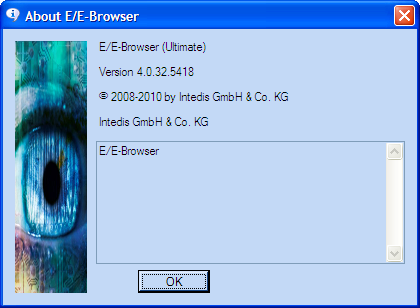 About E/E-Browser
E/E-Browser (Ultimate)
Version 4.0.32.5418
© 2008-2010 by Intedis GmbH & Co. KG
Intedis GmbH & Co. KG
E/E-Browser
OK